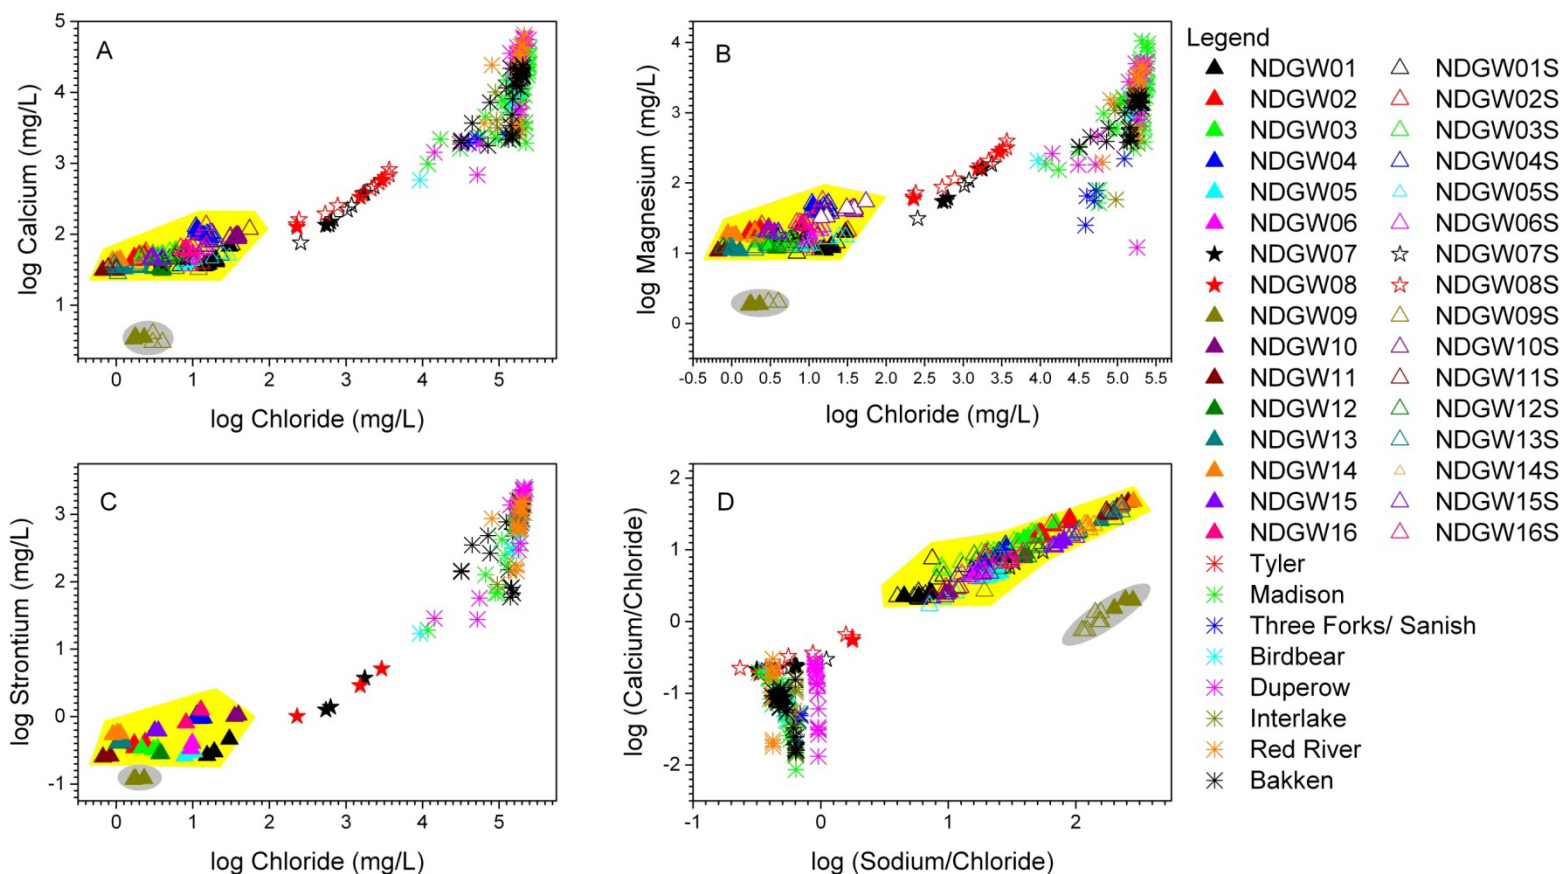 A
log Calcium (mg/L)
5
4
3
2
1
0
1
2
3
4
5
log Chloride (mg/L)
B
log Magnesium (mg/L)
4
3
2
1
0
-0.5
0.0
0.5
1.0
1.5
2.0
2.5
3.0
3.5
4.0
4.5
5.0
5.5
log Chloride (mg/L)
C
log Strontium (mg/L)
3
2
1
0
-1
0
1
2
3
4
5
log Chloride (mg/L)
D
log (Calcium/Chloride)
2
1
0
-1
-2
-1
0
1
2
log (Sodium/Chloride)
Legend
NDGW01 NDGW01S
NDGW02 NDGW02S
NDGW03 NDGW03S
NDGW04 NDGW04S
NDGW05 NDGW05S
NDGW06 NDGW06S
NDGW07 NDGW07S
NDGW08 NDGW08S
NDGW09 NDGW09S
NDGW10 NDGW10S
NDGW11 NDGW11S
NDGW12 NDGW12S
NDGW13 NDGW13S
NDGW14 NDGW14S
NDGW15 NDGW15S
NDGW16 NDGW16S
Tyler
Madison
Three Forks/ Sanish
Birdbear
Duperow
Interlake
Red River
Bakken